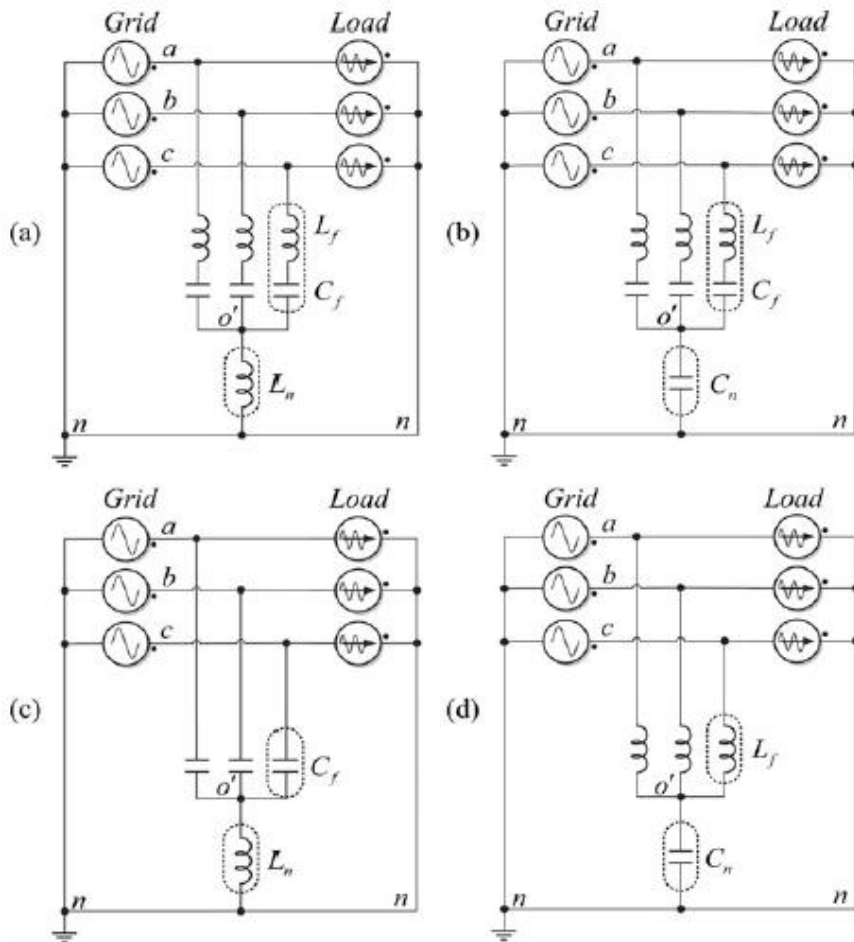 Grid Load
a
b
c
(a)
L_f
C_f
o'
L_n
n n
Grid Load
a
b
c
(b)
L_f
C_f
o'
C_n
n n
Grid Load
a
b
c
(c)
C_f
o'
L_n
n n
Grid Load
a
b
c
(d)
L_f
o'
C_n
n n